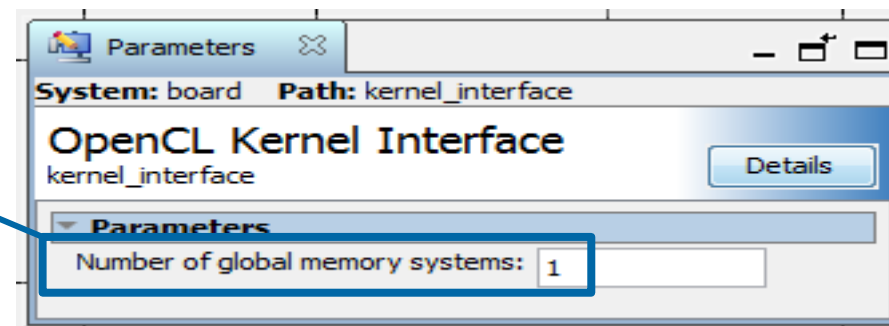 Parameters
System: board Path: kernel_interface
OpenCL Kernel Interface
kernel_interface
Details
Parameters
Number of global memory systems: 1